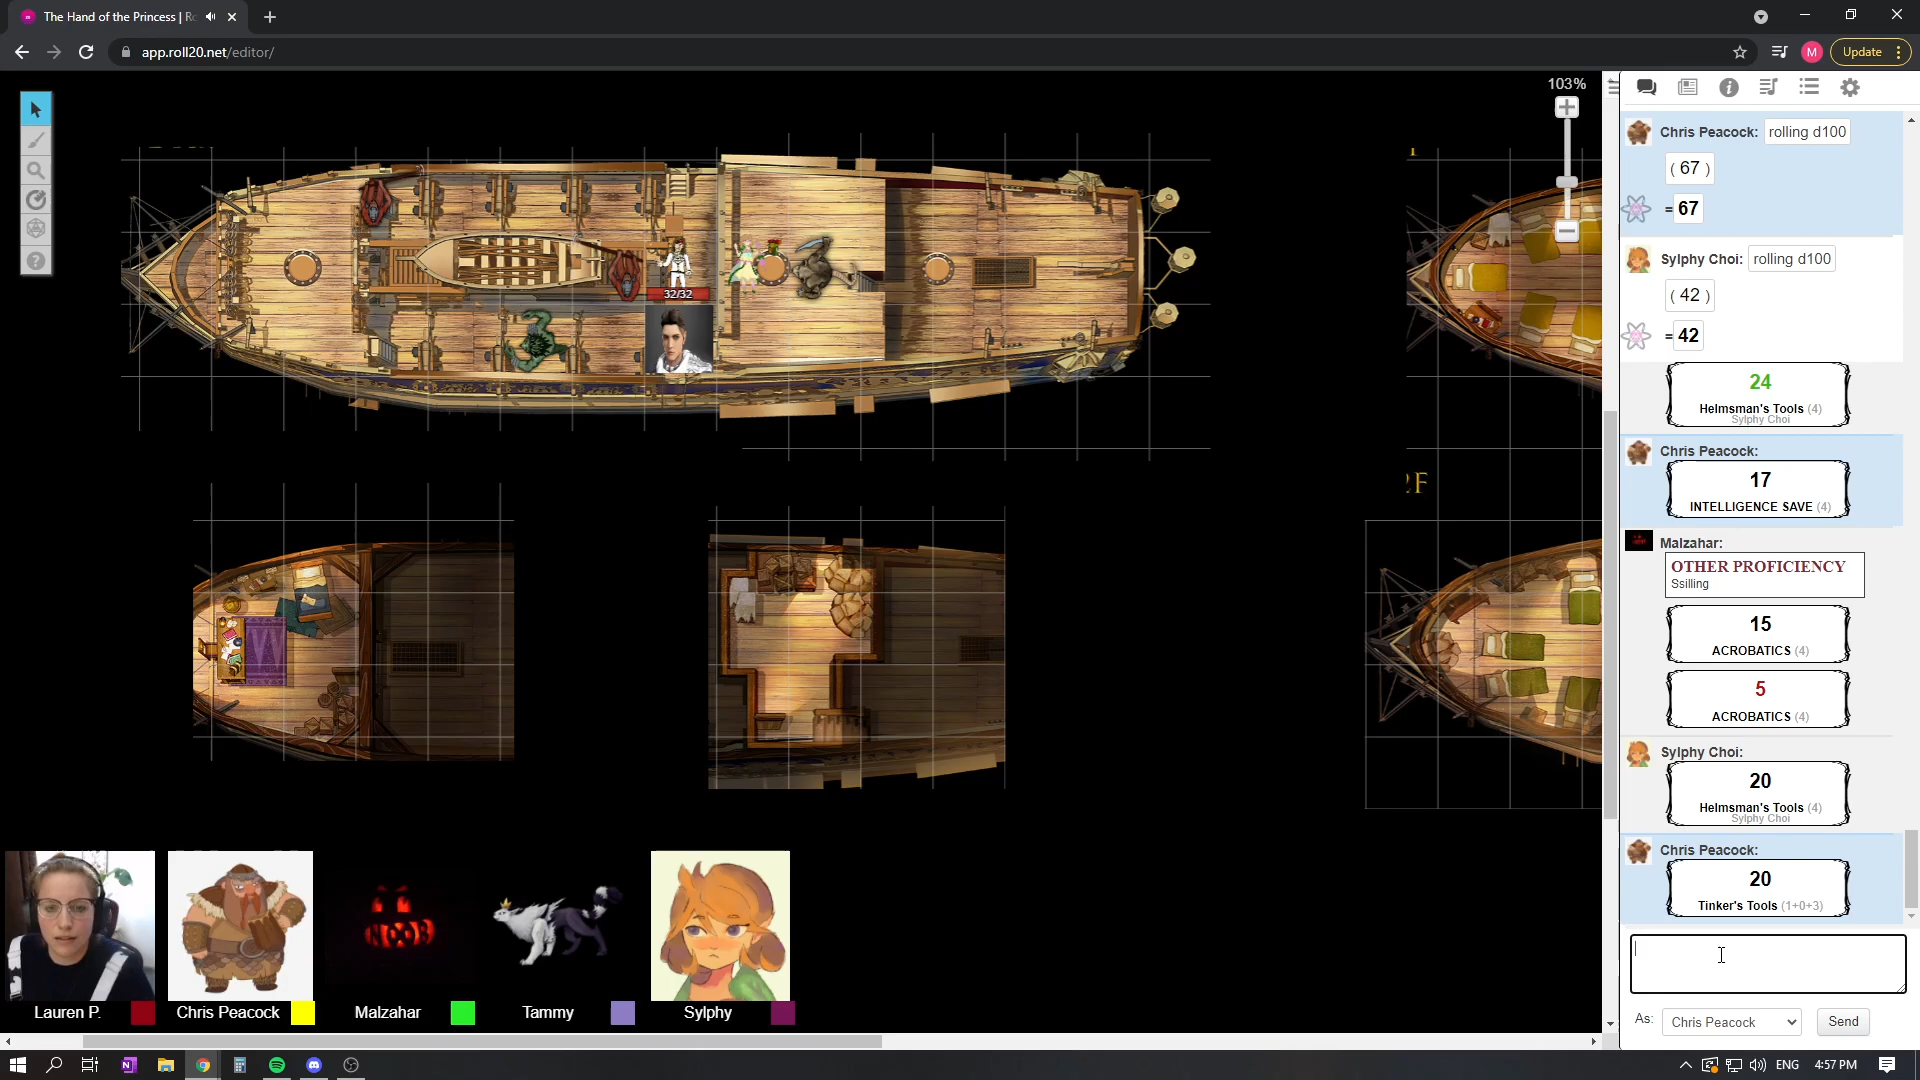 The Hand of the Princess | Ro
app.roll20.net/editor/
M
Update
103%
32/32
2F
NOOB
Lauren P.
Chris Peacock
Malzahar
Tammy
Sylphy
Chris Peacock: rolling d100
( 67 )
= 67
Sylphy Choi: rolling d100
( 42 )
= 42
24
Helmsman's Tools (4)
Sylphy Choi
Chris Peacock:
17
INTELLIGENCE SAVE (4)
Malzahar:
OTHER PROFICIENCY
Ssilling
15
ACROBATICS (4)
5
ACROBATICS (4)
Sylphy Choi:
20
Helmsman's Tools (4)
Sylphy Choi
Chris Peacock:
20
Tinker's Tools (1+0+3)
As: Chris Peacock Send
ENG 4:57 PM